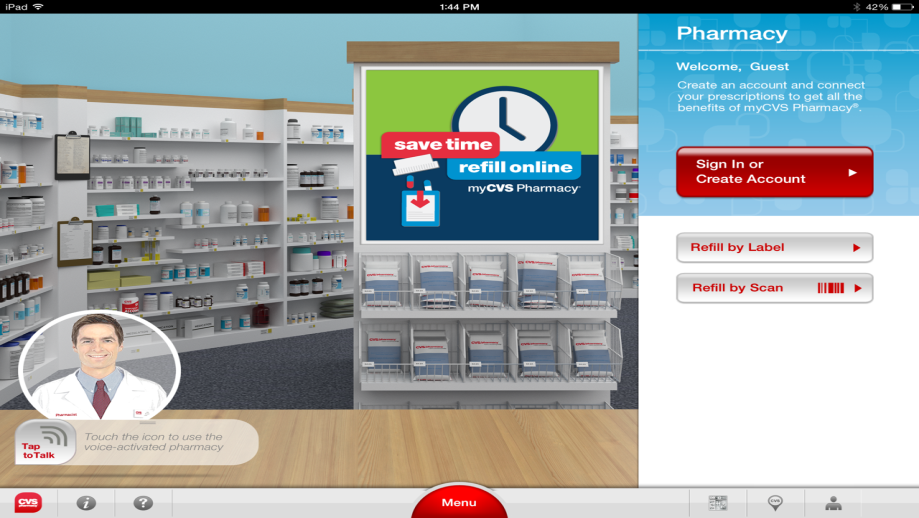 iPad
1:44 PM
42%
save time
refill online
myCVS Pharmacy
Pharmacy
Welcome, Guest
Create an account and connect
your prescriptions to get all the
benefits of myCVS Pharmacy®.
Sign In or
Create Account
Refill by Label
Refill by Scan
Pharmacist
Tap
to Talk
Touch the icon to use the
voice-activated pharmacy
CVS
Menu
CVS